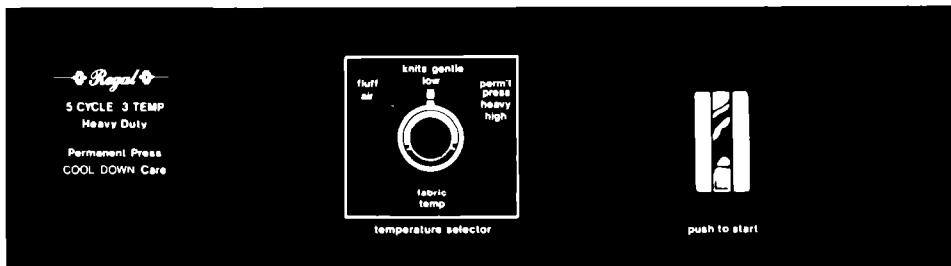 Regal
5 CYCLE 3 TEMP
Heavy Duty
Permanent Press
COOL DOWN Care
fluff
air
knits gentle
low
perm't
press
heavy
high
fabric
temp
temperature selector
push to start